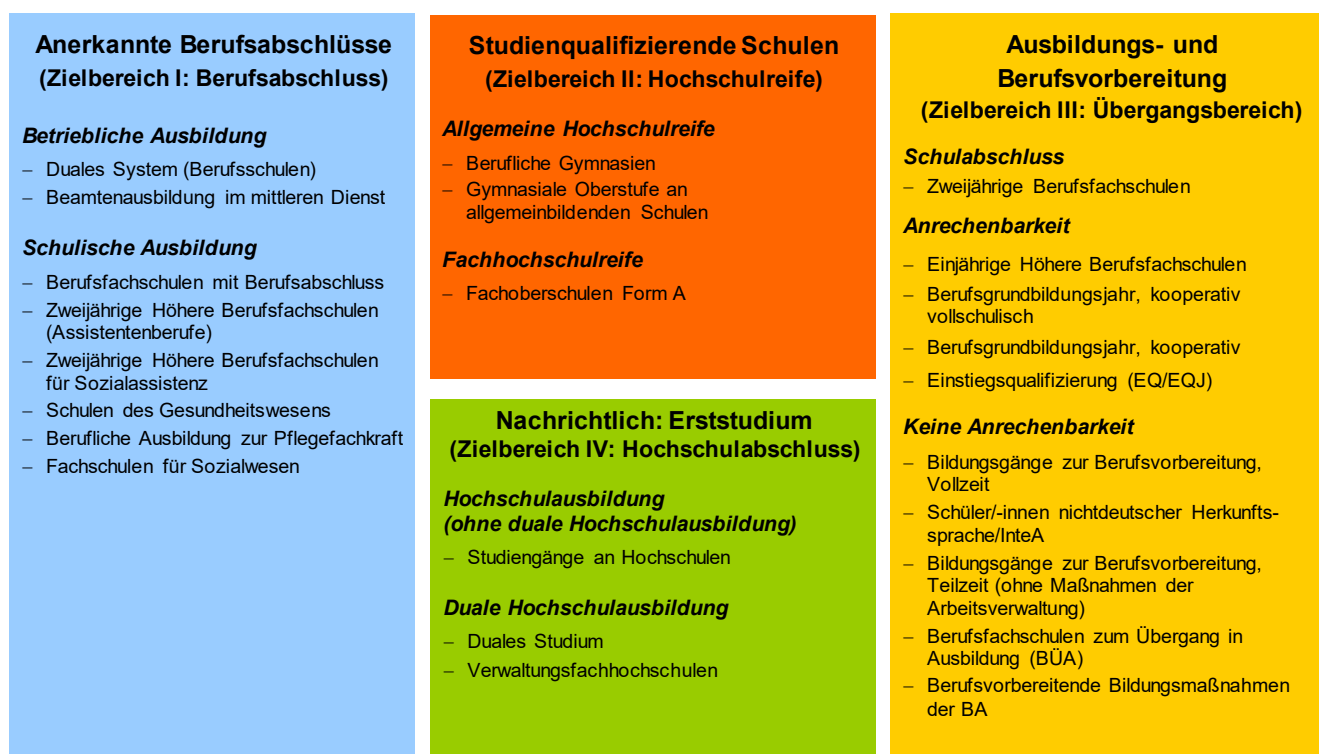 Anerkannte Berufsabschlüsse
(Zielbereich I: Berufsabschluss)
Betriebliche Ausbildung
– Duales System (Berufsschulen)
– Beamtenausbildung im mittleren Dienst
Schulische Ausbildung
– Berufsfachschulen mit Berufsabschluss
– Zweijährige Höhere Berufsfachschulen
(Assistentenberufe)
– Zweijährige Höhere Berufsfachschulen
für Sozialassistenz
– Schulen des Gesundheitswesens
– Berufliche Ausbildung zur Pflegefachkraft
– Fachschulen für Sozialwesen
Studienqualifizierende Schulen
(Zielbereich II: Hochschulreife)
Allgemeine Hochschulreife
– Berufliche Gymnasien
– Gymnasiale Oberstufe an
allgemeinbildenden Schulen
Fachhochschulreife
– Fachoberschulen Form A
Nachrichtlich: Erststudium
(Zielbereich IV: Hochschulabschluss)
Hochschulausbildung
(ohne duale Hochschulausbildung)
– Studiengänge an Hochschulen
Duale Hochschulausbildung
– Duales Studium
– Verwaltungsfachhochschulen
Ausbildungs- und
Berufsvorbereitung
(Zielbereich III: Übergangsbereich)
Schulabschluss
– Zweijährige Berufsfachschulen
Anrechenbarkeit
– Einjährige Höhere Berufsfachschulen
– Berufsgrundbildungsjahr, kooperativ
vollschulisch
– Berufsgrundbildungsjahr, kooperativ
– Einstiegsqualifizierung (EQ/EQJ)
Keine Anrechenbarkeit
– Bildungsgänge zur Berufsvorbereitung,
Vollzeit
– Schüler/-innen nichtdeutscher Herkunfts-
sprache/InteA
– Bildungsgänge zur Berufsvorbereitung,
Teilzeit (ohne Maßnahmen der
Arbeitsverwaltung)
– Berufsfachschulen zum Übergang in
Ausbildung (BÜA)
– Berufsvorbereitende Bildungsmaßnahmen
der BA